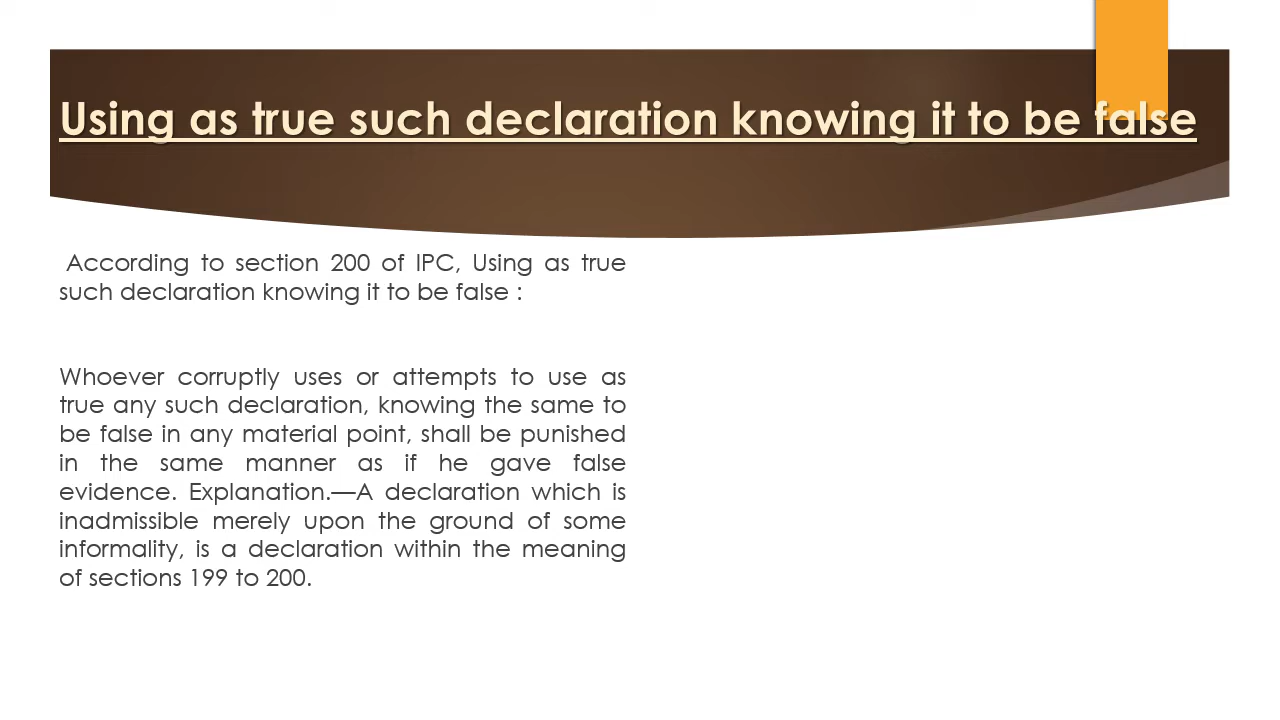 Using as true such declaration knowing it to be false
According to section 200 of IPC, Using as true
such declaration knowing it to be false :
Whoever corruptly uses or attempts to use as
true any such declaration, knowing the same to
be false in any material point, shall be punished
in the same manner as if he gave false
evidence. Explanation.—A declaration which is
inadmissible merely upon the ground of some
informality, is a declaration within the meaning
of sections 199 to 200.